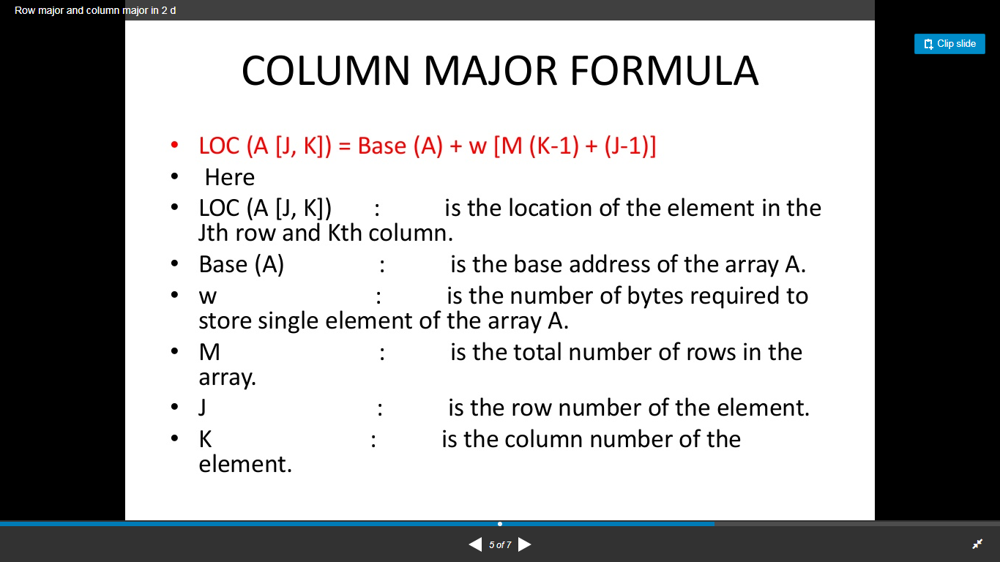 Row major and column major in 2 d
Clip slide
COLUMN MAJOR FORMULA
• LOC (A [J, K]) = Base (A) + w [M (K-1) + (J-1)]
• Here
• LOC (A [J, K]) : is the location of the element in the
Jth row and Kth column.
• Base (A) : is the base address of the array A.
• w : is the number of bytes required to
store single element of the array A.
• M : is the total number of rows in the
array.
• J : is the row number of the element.
• K : is the column number of the
element.
5 of 7